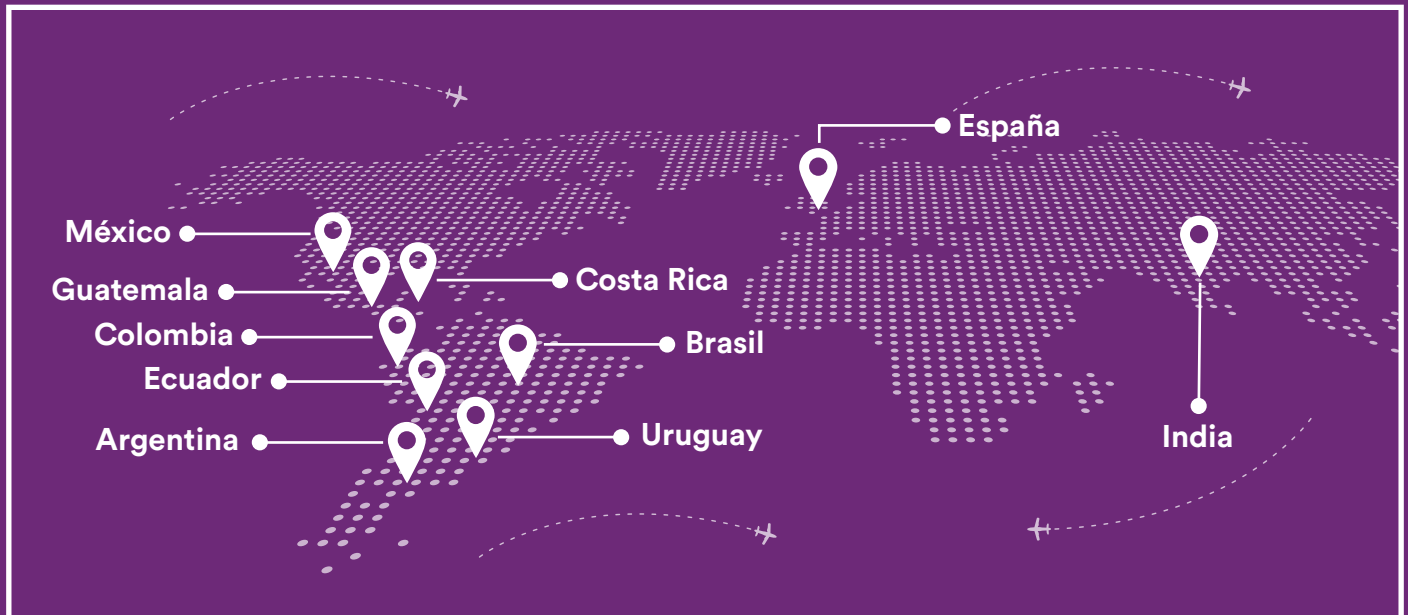 España
México
Costa Rica
Guatemala
Colombia
Brasil
Ecuador
Argentina
Uruguay
India